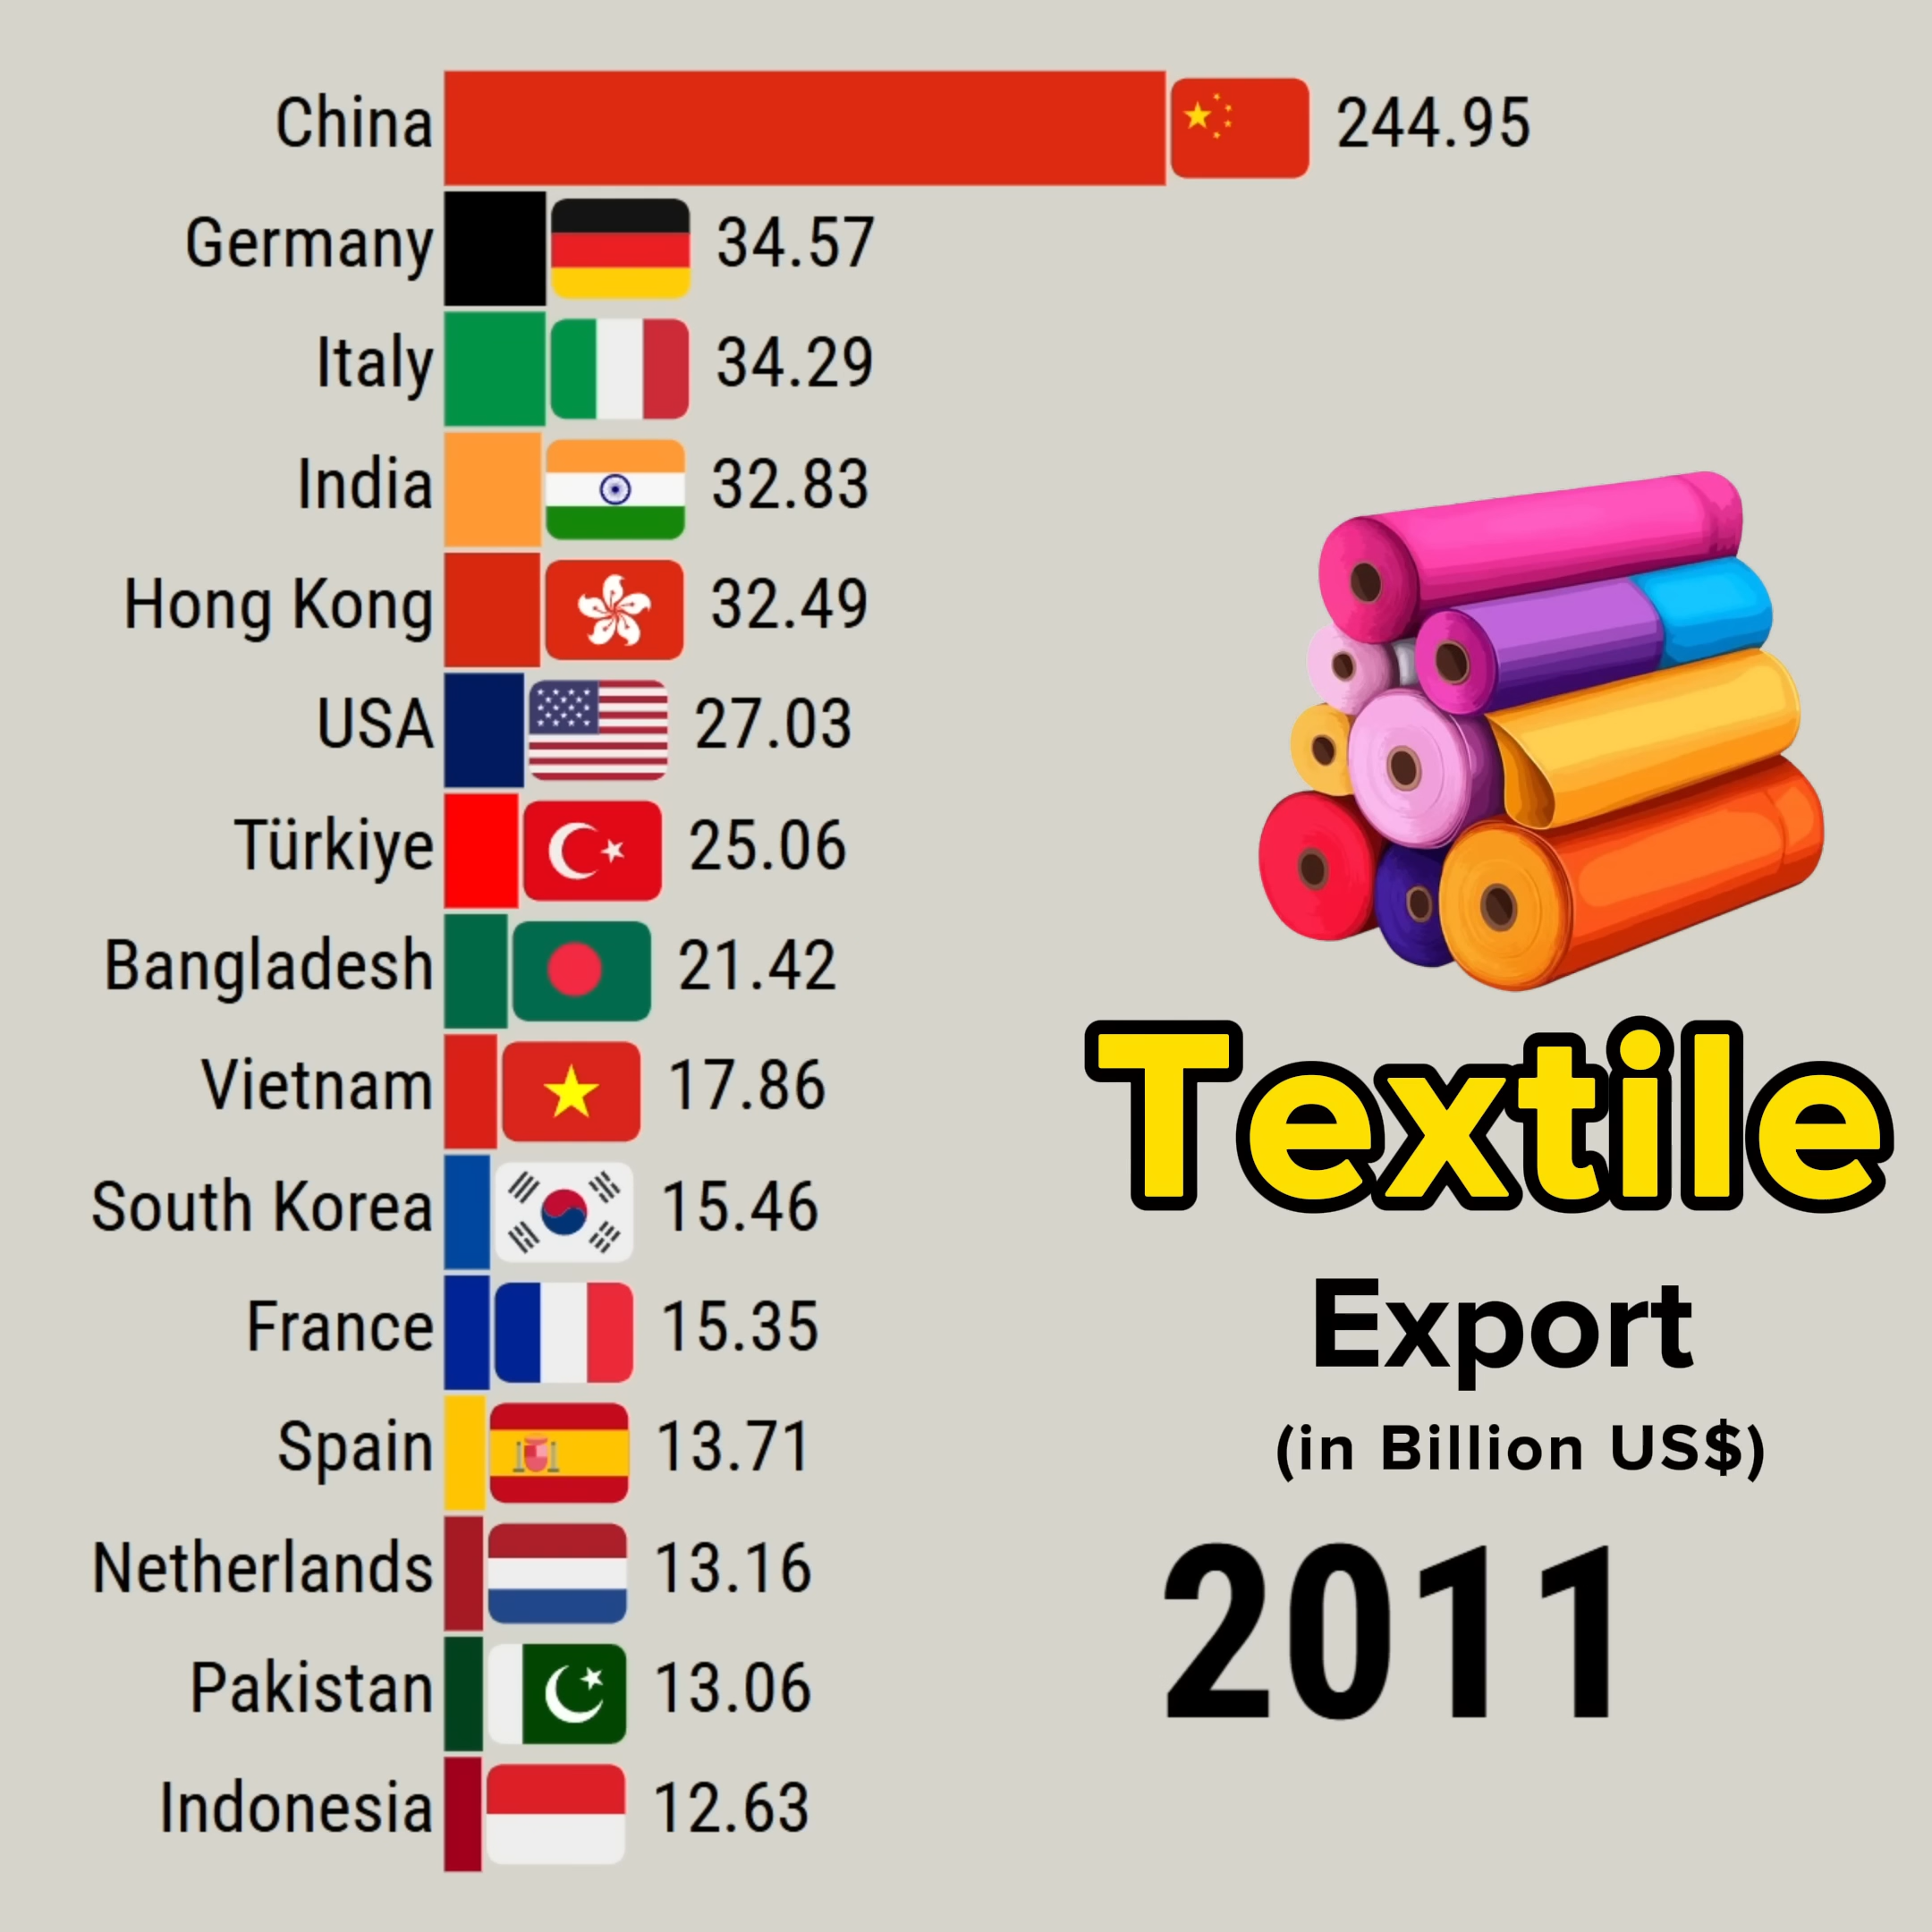 China 244.95
Germany 34.57
Italy 34.29
India 32.83
Hong Kong 32.49
USA 27.03
Türkiye 25.06
Bangladesh 21.42
Vietnam 17.86
South Korea 15.46
France 15.35
Spain 13.71
Netherlands 13.16
Pakistan 13.06
Indonesia 12.63
Textile
Export
(in Billion US$)
2011